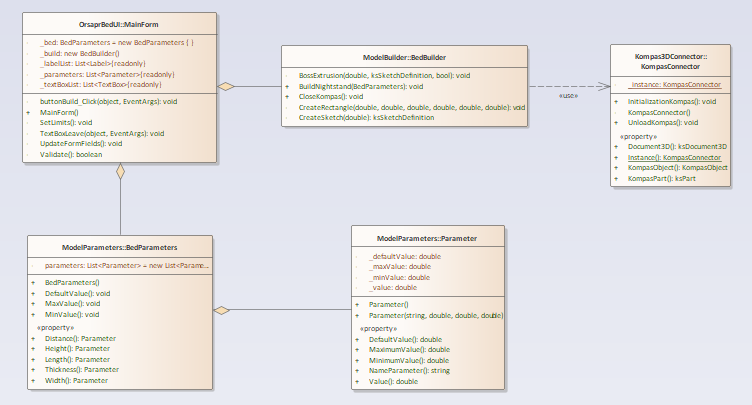 OrsaprBedUI::MainForm
- _bed: BedParameters = new BedParameters { }
- _build: new BedBuilder()
- _labelList: List<Label>{readonly}
- _parameters: List<Parameter>{readonly}
- _textBoxList: List<TextBox>{readonly}
- buttonBuild_Click(object, EventArgs): void
+ MainForm()
- SetLimits(): void
- TextBoxLeave(object, EventArgs): void
- UpdateFormFields(): void
- Validate(): boolean
ModelBuilder::BedBuilder
- BossExtrusion(double, ksSketchDefinition, bool): void
+ BuildNightstand(BedParameters): void
+ CloseKompas(): void
- CreateRectangle(double, double, double, double, double, double): void
- CreateSketch(double): ksSketchDefinition
«use»
Kompas3DConnector::
KompasConnector
- _instance: KompasConnector
+ InitializationKompas(): void
- KompasConnector()
+ UnloadKompas(): void
«property»
+ Document3D(): ksDocument3D
+ Instance(): KompasConnector
+ KompasObject(): KompasObject
+ KompasPart(): ksPart
ModelParameters::BedParameters
- parameters: List<Parameter> = new List<Parame...
+ BedParameters()
+ DefaultValue(): void
+ MaxValue(): void
+ MinValue(): void
«property»
+ Distance(): Parameter
+ Height(): Parameter
+ Length(): Parameter
+ Thickness(): Parameter
+ Width(): Parameter
ModelParameters::Parameter
- _defaultValue: double
- _maxValue: double
- _minValue: double
- _value: double
+ Parameter()
+ Parameter(string, double, double, double)
«property»
+ DefaultValue(): double
+ MaximumValue(): double
+ MinimumValue(): double
+ NameParameter(): string
+ Value(): double